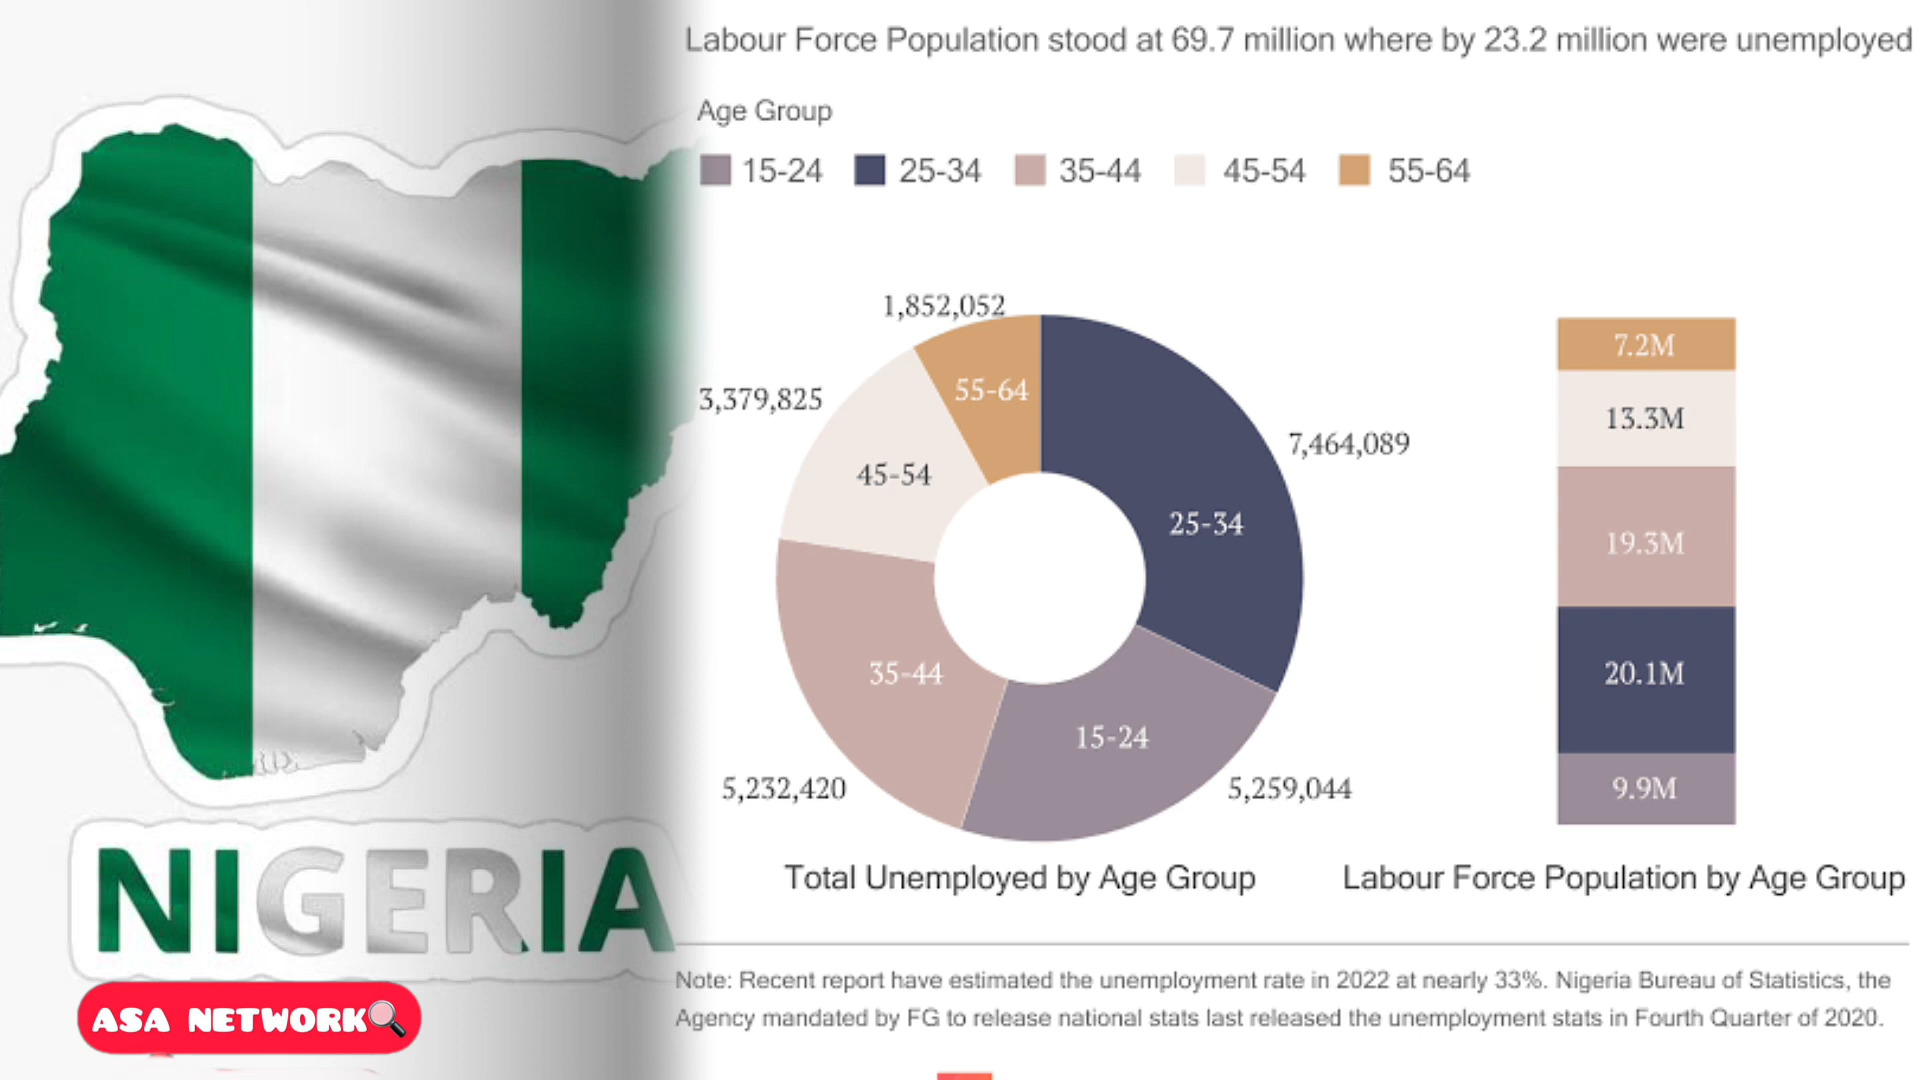 Labour Force Population stood at 69.7 million where by 23.2 million were unemployed
Age Group
15-24 25-34 35-44 45-54 55-64
1,852,052
3,379,825
7,464,089
5,232,420
5,259,044
55-64
45-54
25-34
35-44
15-24
Total Unemployed by Age Group
7.2M
13.3M
19.3M
20.1M
9.9M
Labour Force Population by Age Group
Note: Recent report have estimated the unemployment rate in 2022 at nearly 33%. Nigeria Bureau of Statistics, the
Agency mandated by FG to release national stats last released the unemployment stats in Fourth Quarter of 2020.
NIGERIA
ASA NETWORK